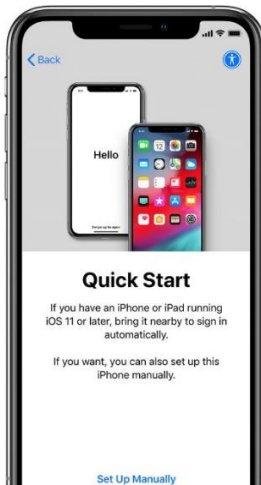 Back
Hello
Quick Start
If you have an iPhone or iPad running
iOS 11 or later, bring it nearby to sign in
automatically.
If you want, you can also set up this
iPhone manually.
Set Up Manually